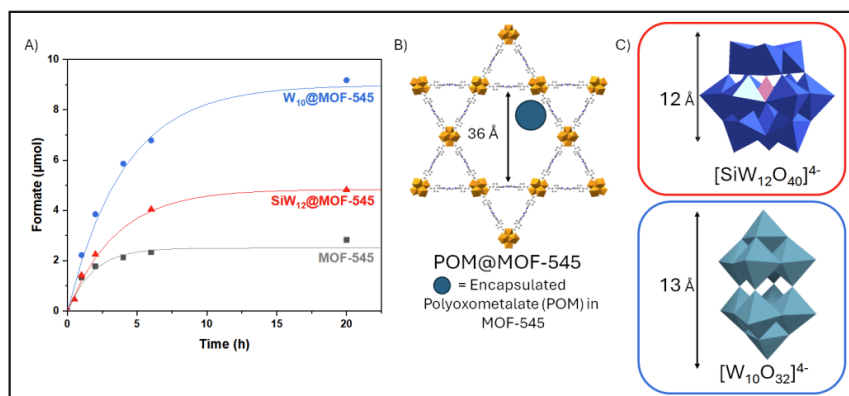 A)
Formate (μmol)
10
8
6
4
2
0
0
5
10
15
20
Time (h)
W₁₀@MOF-545
SiW₁₂@MOF-545
MOF-545
B)
36 Å
POM@MOF-545
= Encapsulated
Polyoxometalate (POM) in
MOF-545
C)
12 Å
[SiW₁₂O₄₀]⁴⁻
13 Å
[W₁₀O₃₂]⁴⁻